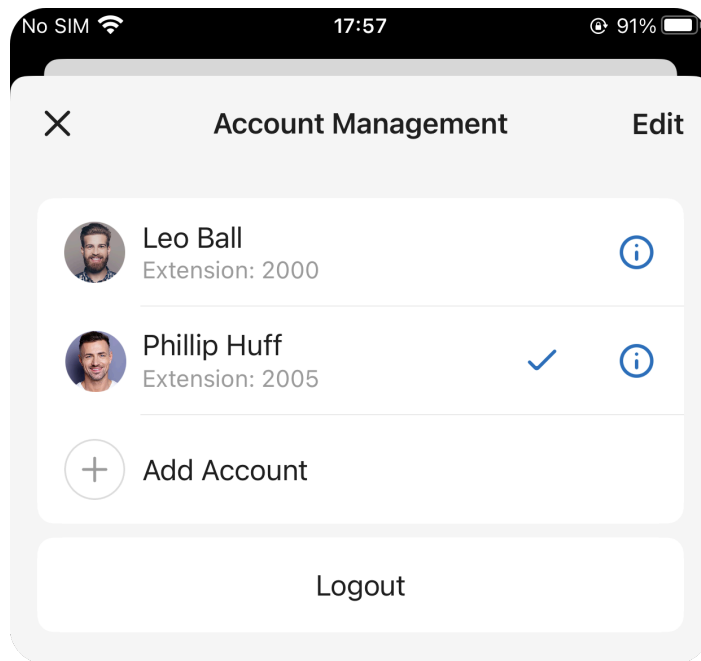 No SIM 17:57 91%
Account Management Edit
Leo Ball
Extension: 2000
Phillip Huff
Extension: 2005
Add Account
Logout